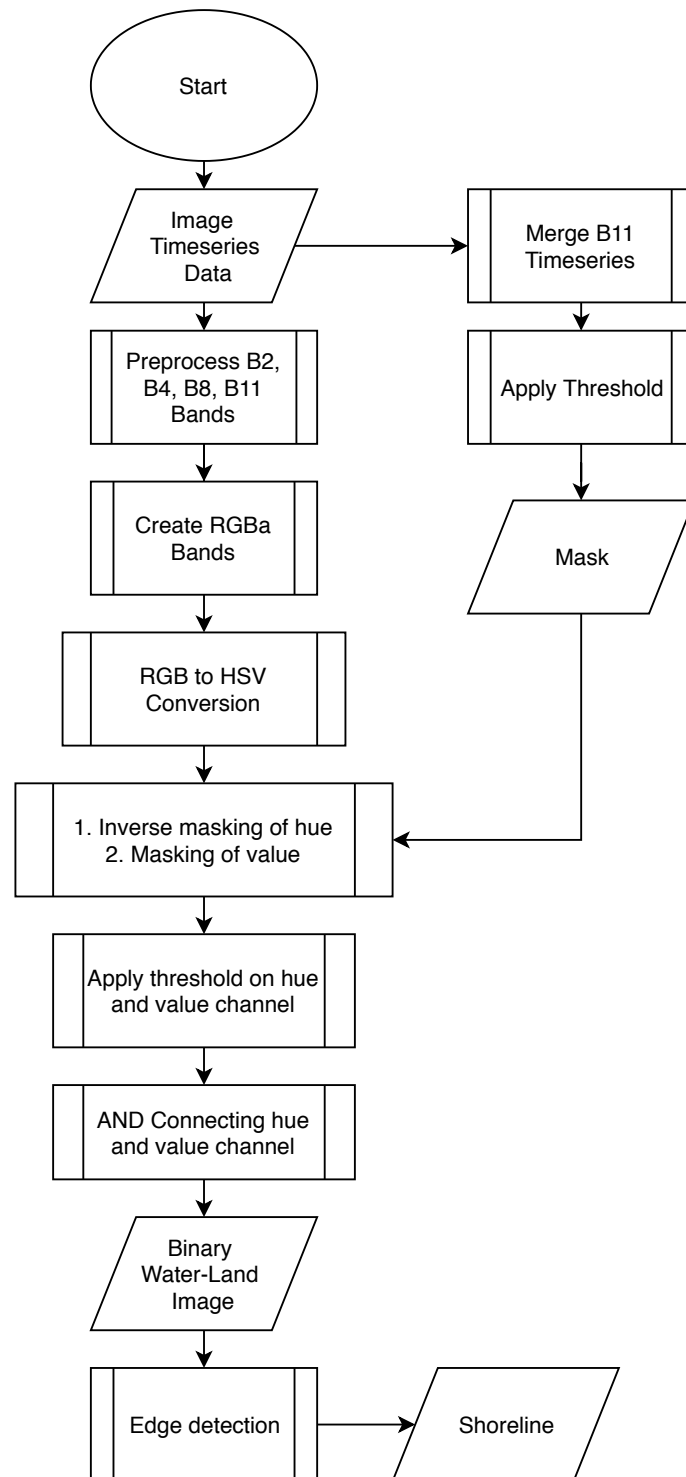 Start
Image
Timeseries
Data
Merge B11
Timeseries
Preprocess B2,
B4, B8, B11
Bands
Apply Threshold
Create RGBa
Bands
Mask
RGB to HSV
Conversion
1. Inverse masking of hue
2. Masking of value
Apply threshold on hue
and value channel
AND Connecting hue
and value channel
Binary
Water-Land
Image
Edge detection
Shoreline